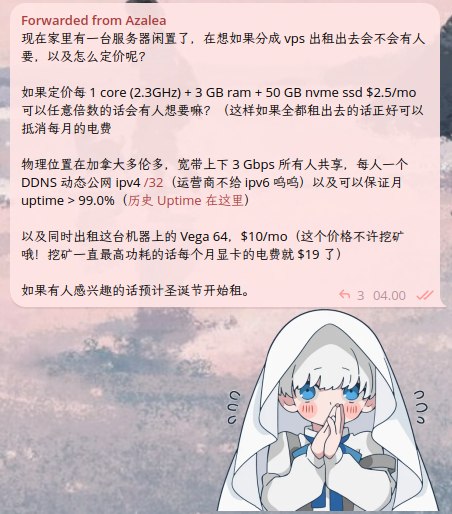 Forwarded from Azalea
现在家里有一台服务器闲置了，在想如果分成 vps 出租出去会不会有人
要，以及怎么定价呢？
如果定价每 1 core (2.3GHz) + 3 GB ram + 50 GB nvme ssd $2.5/mo
可以任意倍数的话会有人想要嘛？（这样如果全都租出去的话正好可以
抵消每月的电费
物理位置在加拿大多伦多，宽带上下 3 Gbps 所有人共享，每人一个
DDNS 动态公网 ipv4 /32（运营商不给 ipv6 呜呜）以及可以保证月
uptime > 99.0%（历史 Uptime 在这里）
以及同时出租这台机器上的 Vega 64，$10/mo（这个价格不许挖矿
哦！挖矿一直最高功耗的话每个月显卡的电费就 $19 了）
如果有人感兴趣的话预计圣诞节开始租。
3 04.00